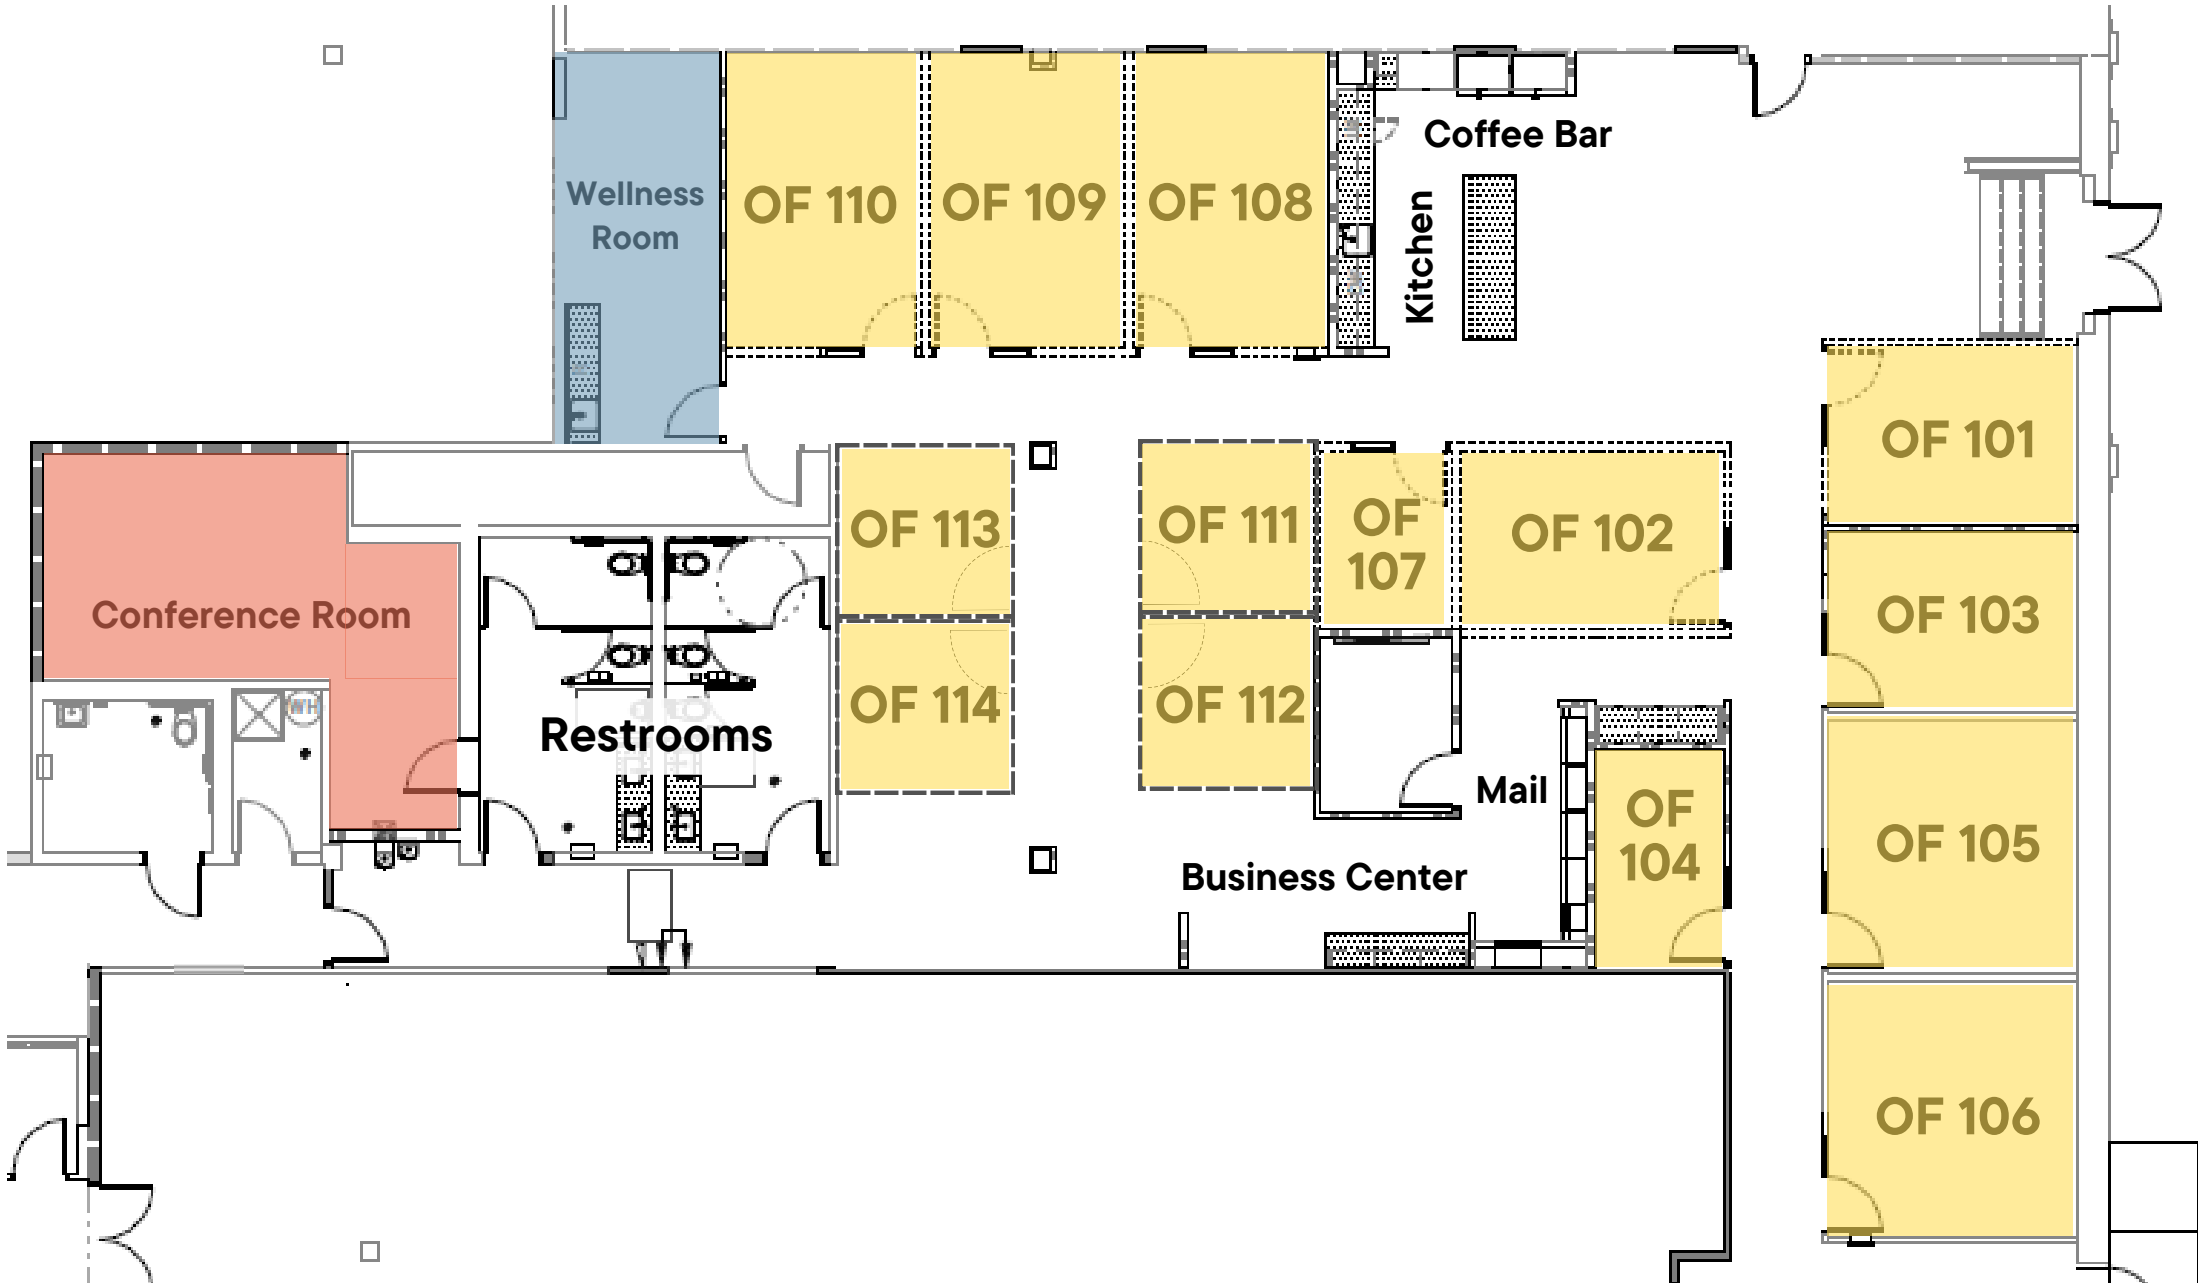 Coffee Bar
Wellness
Room
OF 110
OF 109
OF 108
Kitchen
OF 101
OF 113
OF 111
OF
107
OF 102
Conference Room
OF 103
WH
OF 114
OF 112
Restrooms
Mail
OF
104
OF 105
Business Center
OF 106